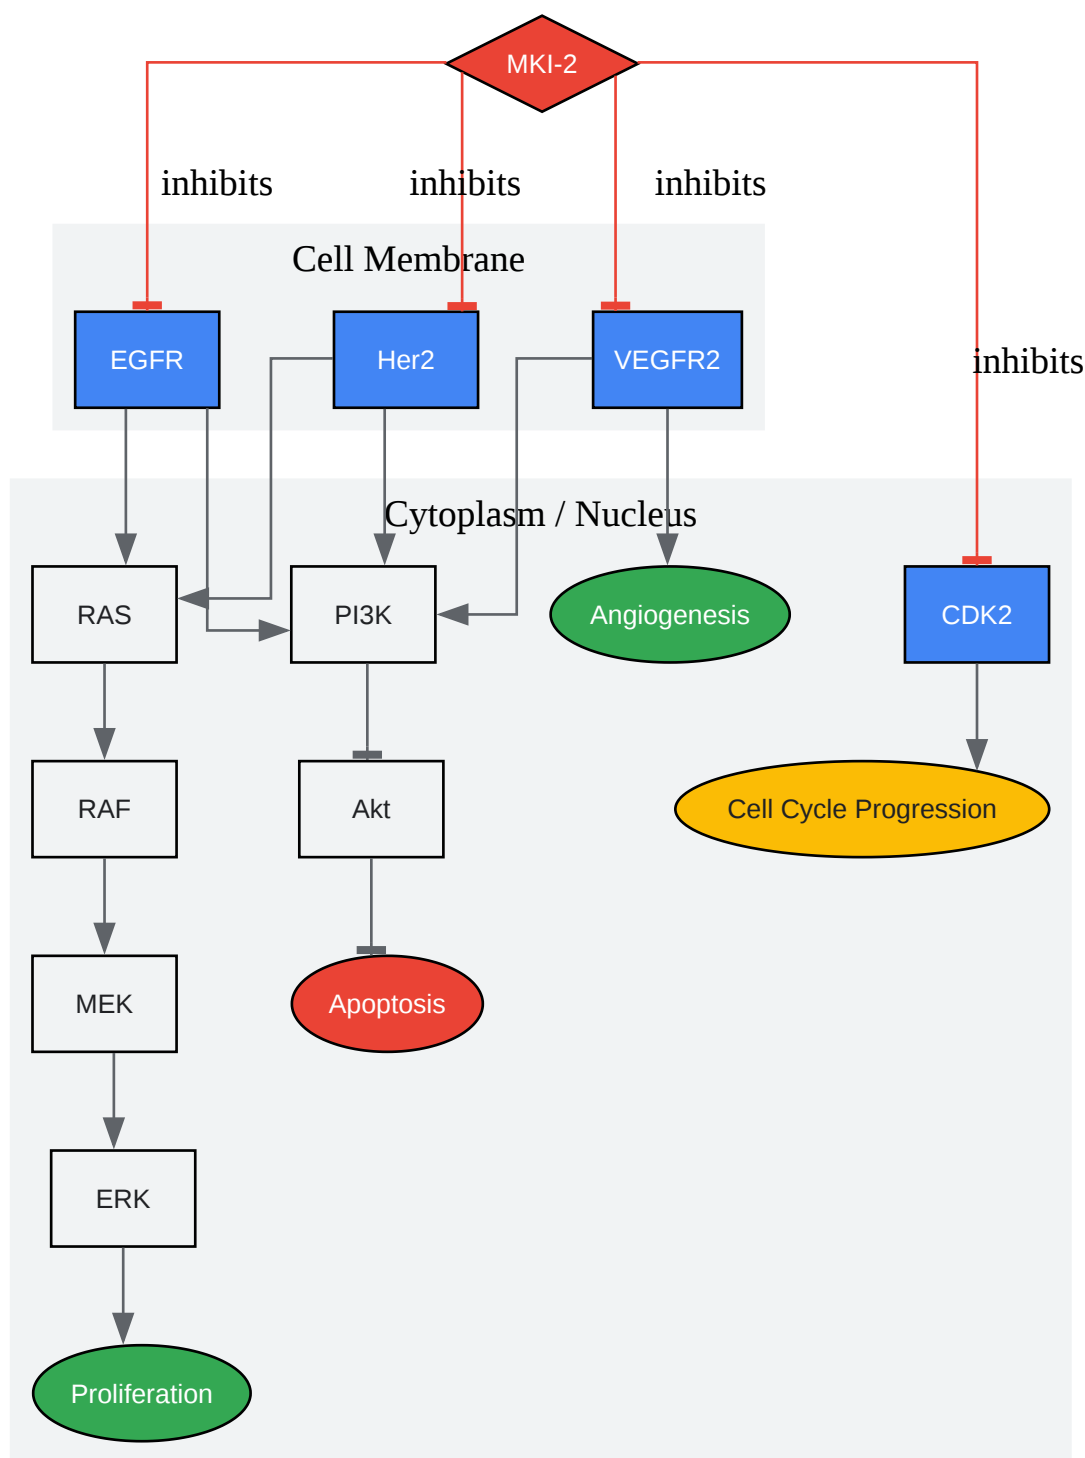 MKI-2
inhibits
inhibits
inhibits
Cell Membrane
EGFR
Her2
VEGFR2
inhibits
Cytoplasm / Nucleus
RAS
PI3K
Angiogenesis
CDK2
RAF
Akt
Cell Cycle Progression
MEK
Apoptosis
ERK
Proliferation